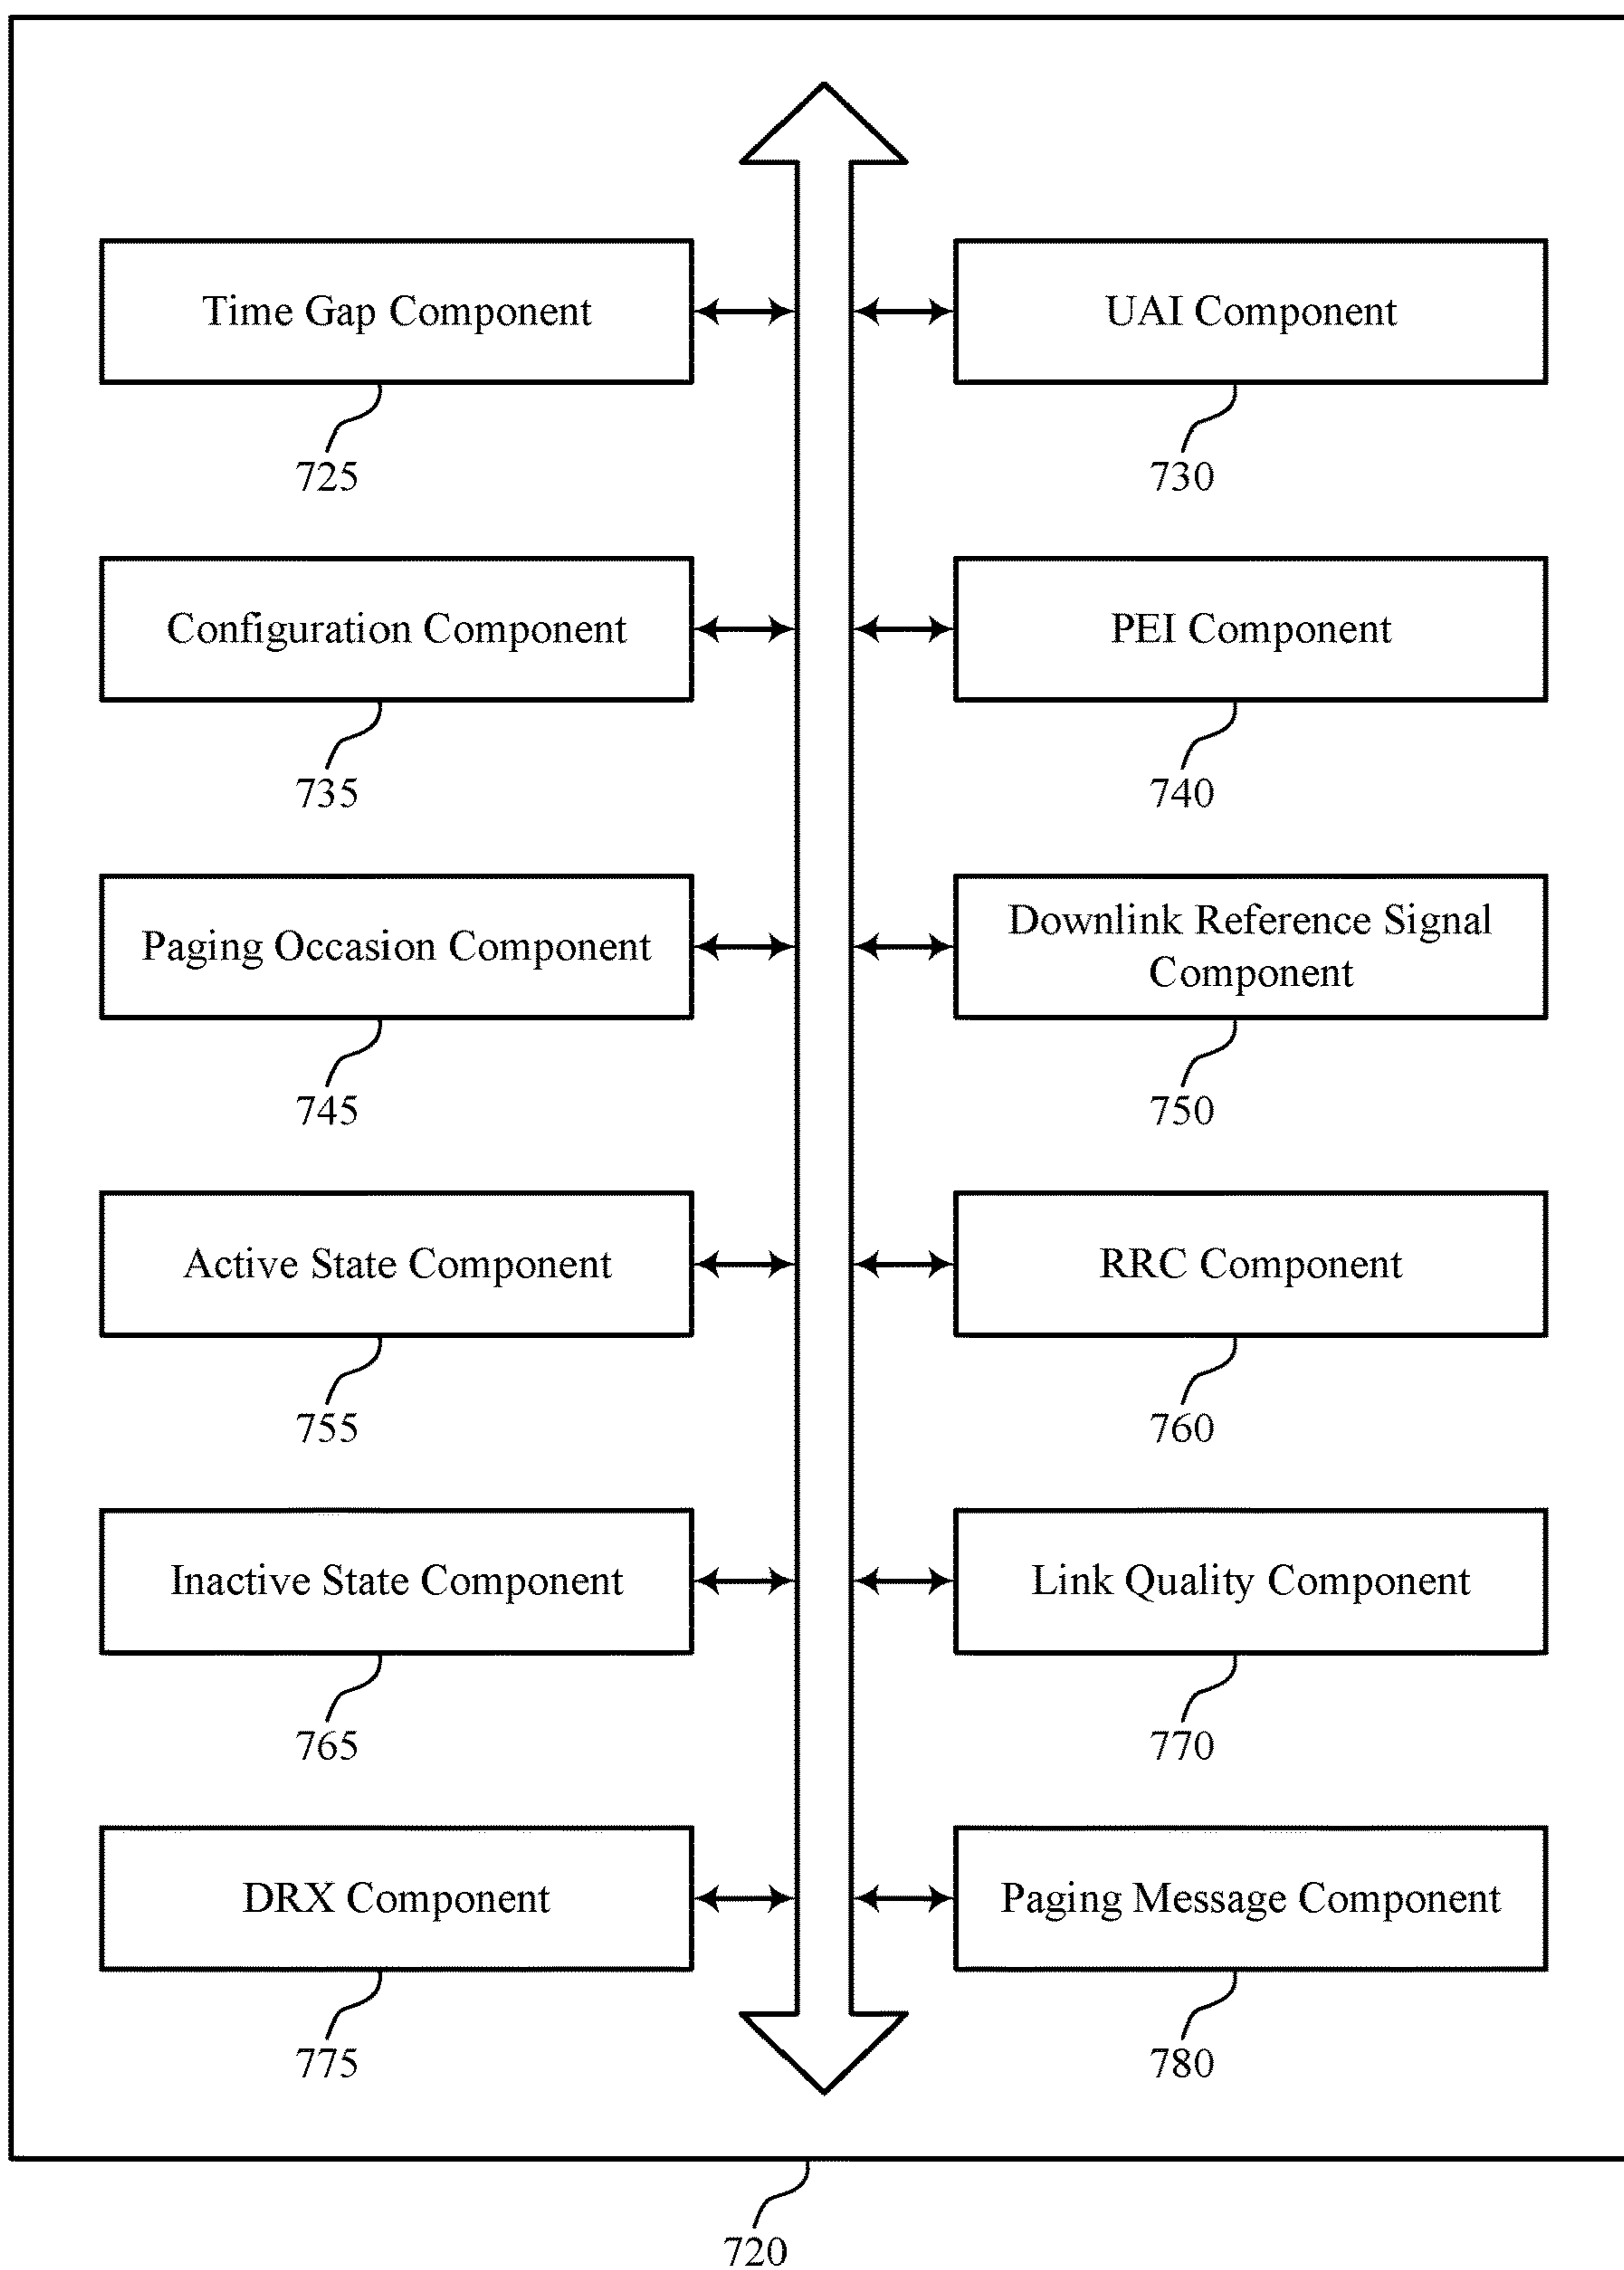 Time Gap Component
UAI Component
725
730
Configuration Component
PEI Component
735
740
Paging Occasion Component
Downlink Reference Signal
Component
745
750
Active State Component
RRC Component
755
760
Inactive State Component
Link Quality Component
765
770
DRX Component
Paging Message Component
775
780
720